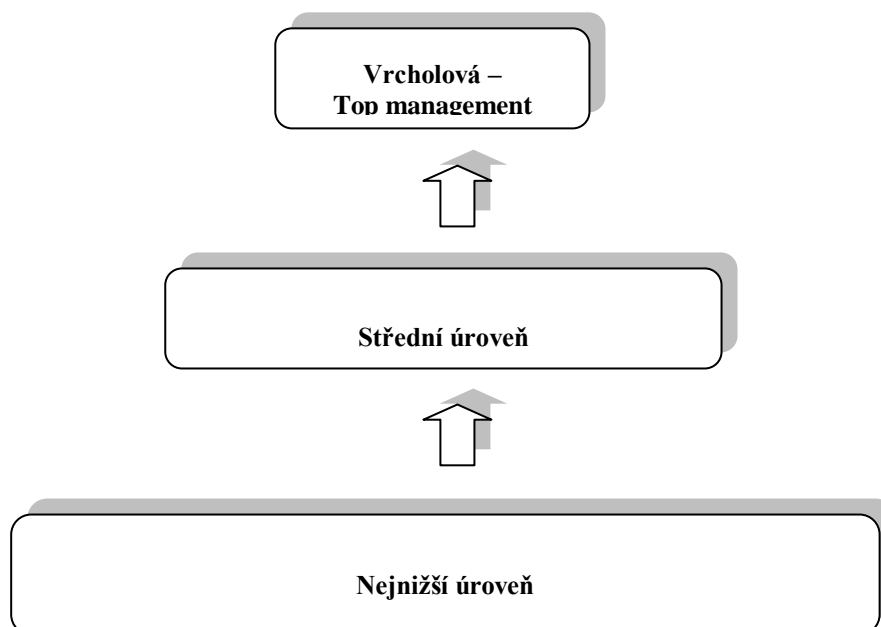 Vrcholová –
Top management
Střední úroveň
Nejnižší úroveň